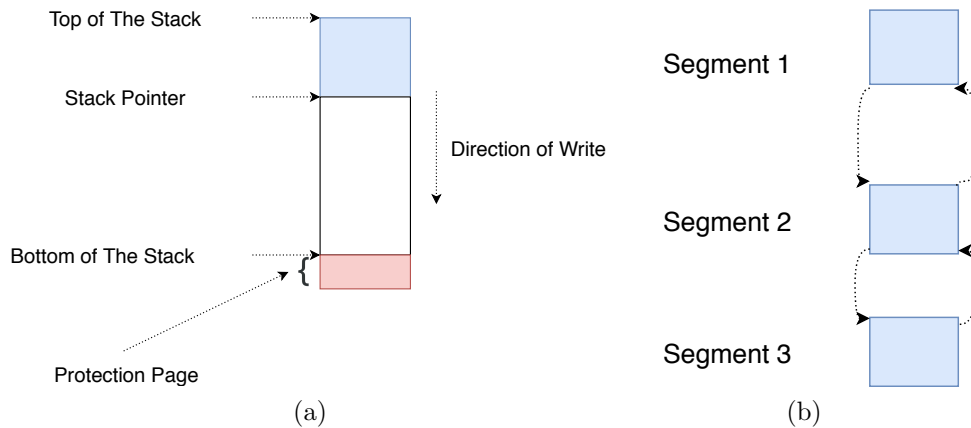 Top of The Stack
Stack Pointer
Direction of Write
Bottom of The Stack
{
Protection Page
(a)
Segment 1
Segment 2
Segment 3
(b)